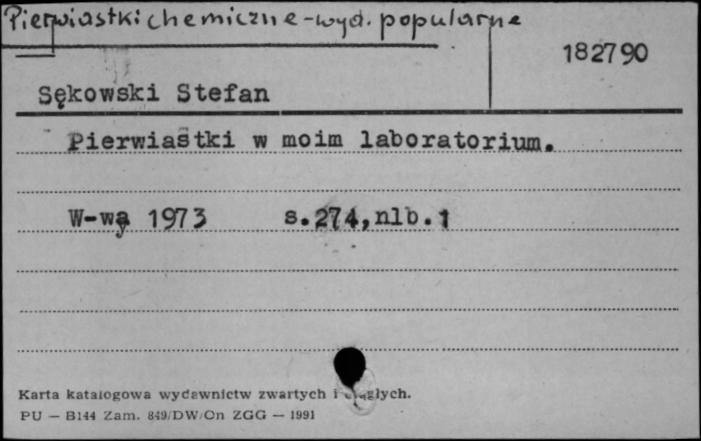 Pierwiastki chemiczne - wyd. popularne
182790
Sękowski Stefan
Pierwiastki w moim laboratorium.
W-wa 1973 s.274,nlb.1
Karta katalogowa wydawnictw zwartych i ciągłych.
PU — B144 Zam. 849/DW/On ZGG — 1991